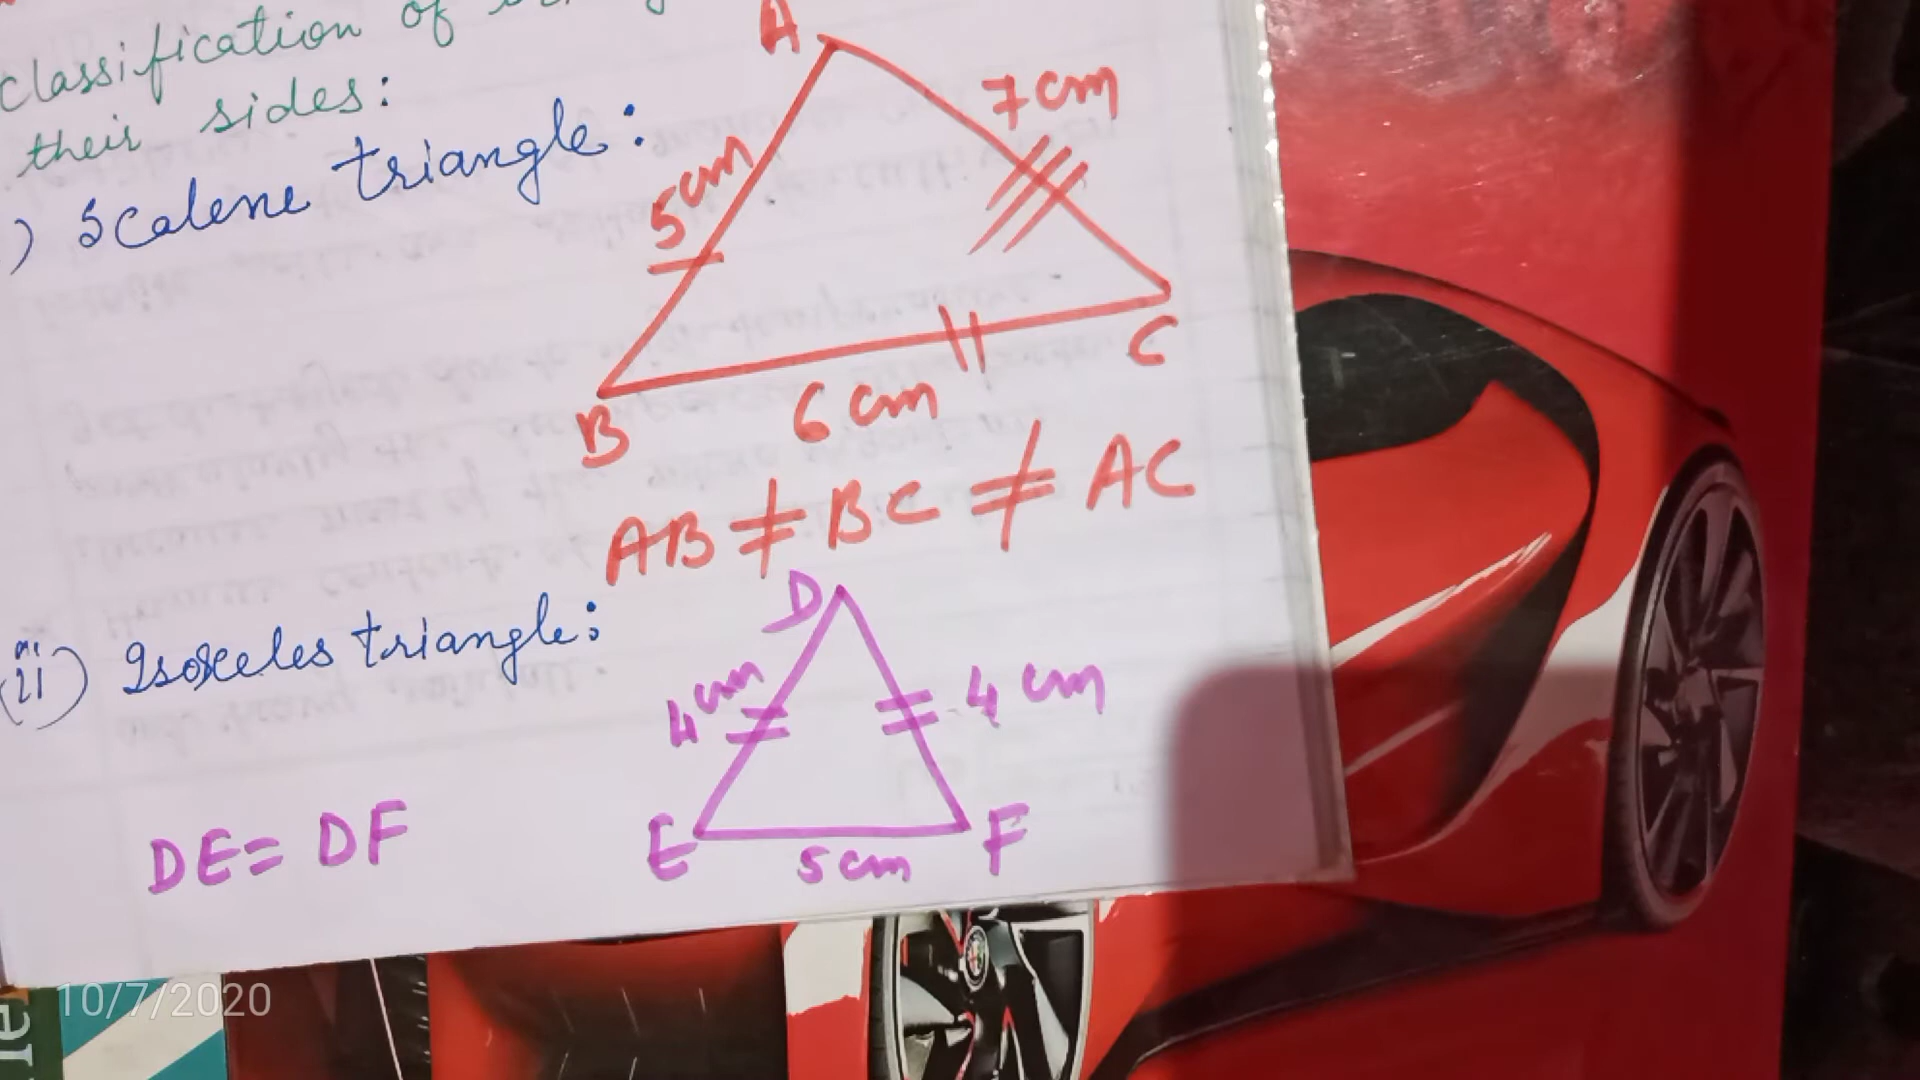 classification of
their sides:
) Scalene triangle:
A
5cm
7cm
B
6 cm
C
AB ≠ BC ≠ AC
(ii) Isosceles triangle:
D
4cm
4 cm
E
5cm
F
DE = DF
10/7/2020